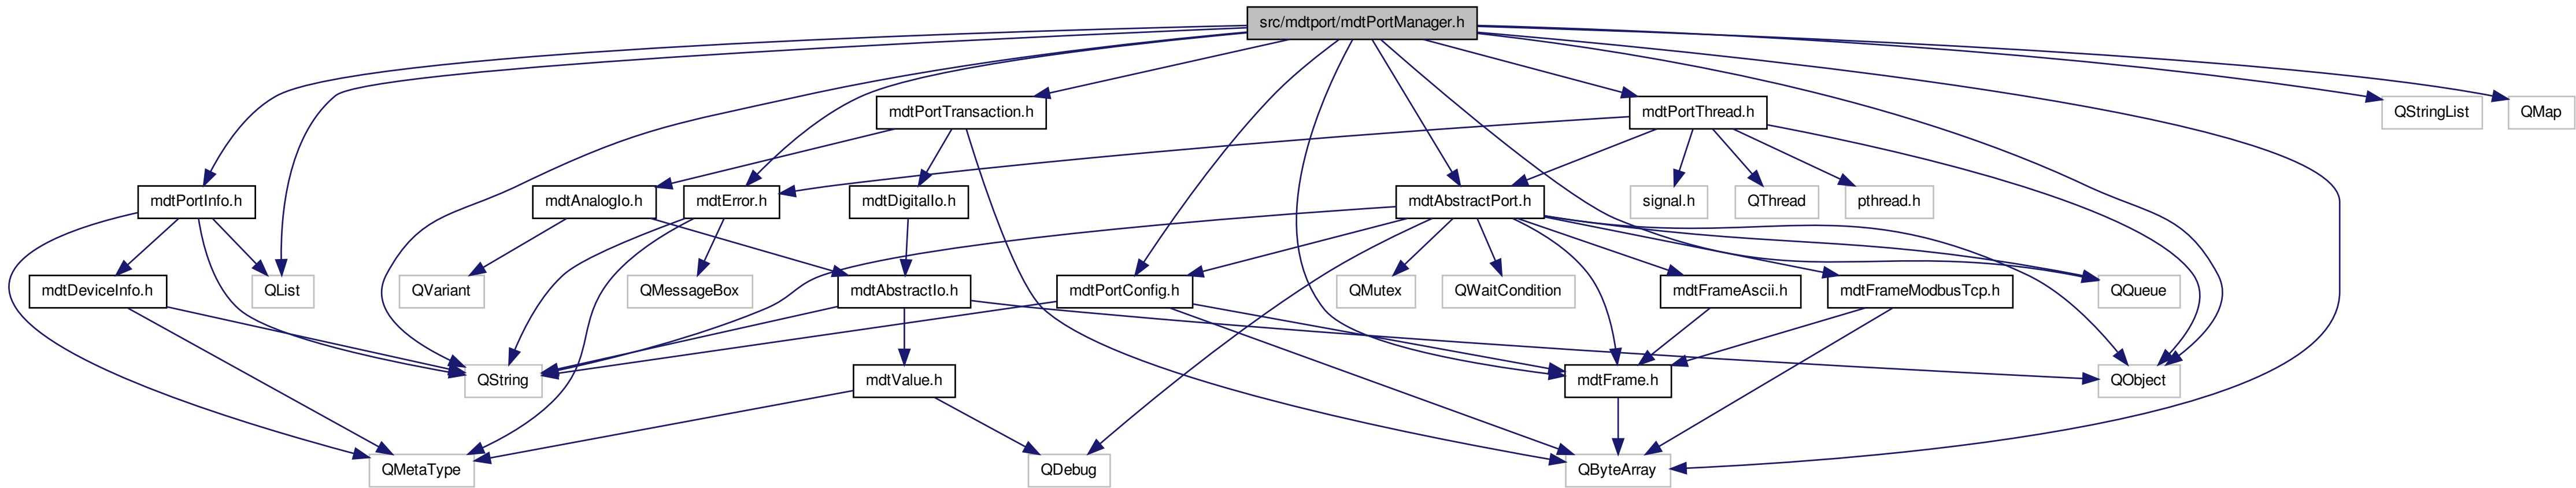 src/mdtport/mdtPortManager.h
mdtPortTransaction.h
mdtPortThread.h
QStringList
QMap
mdtPortInfo.h
mdtAnalogIo.h
mdtError.h
mdtDigitalIo.h
mdtAbstractPort.h
signal.h
QThread
pthread.h
mdtDeviceInfo.h
QList
QVariant
QMessageBox
mdtAbstractIo.h
mdtPortConfig.h
QMutex
QWaitCondition
mdtFrameAscii.h
mdtFrameModbusTcp.h
QQueue
QString
mdtValue.h
mdtFrame.h
QObject
QMetaType
QDebug
QByteArray